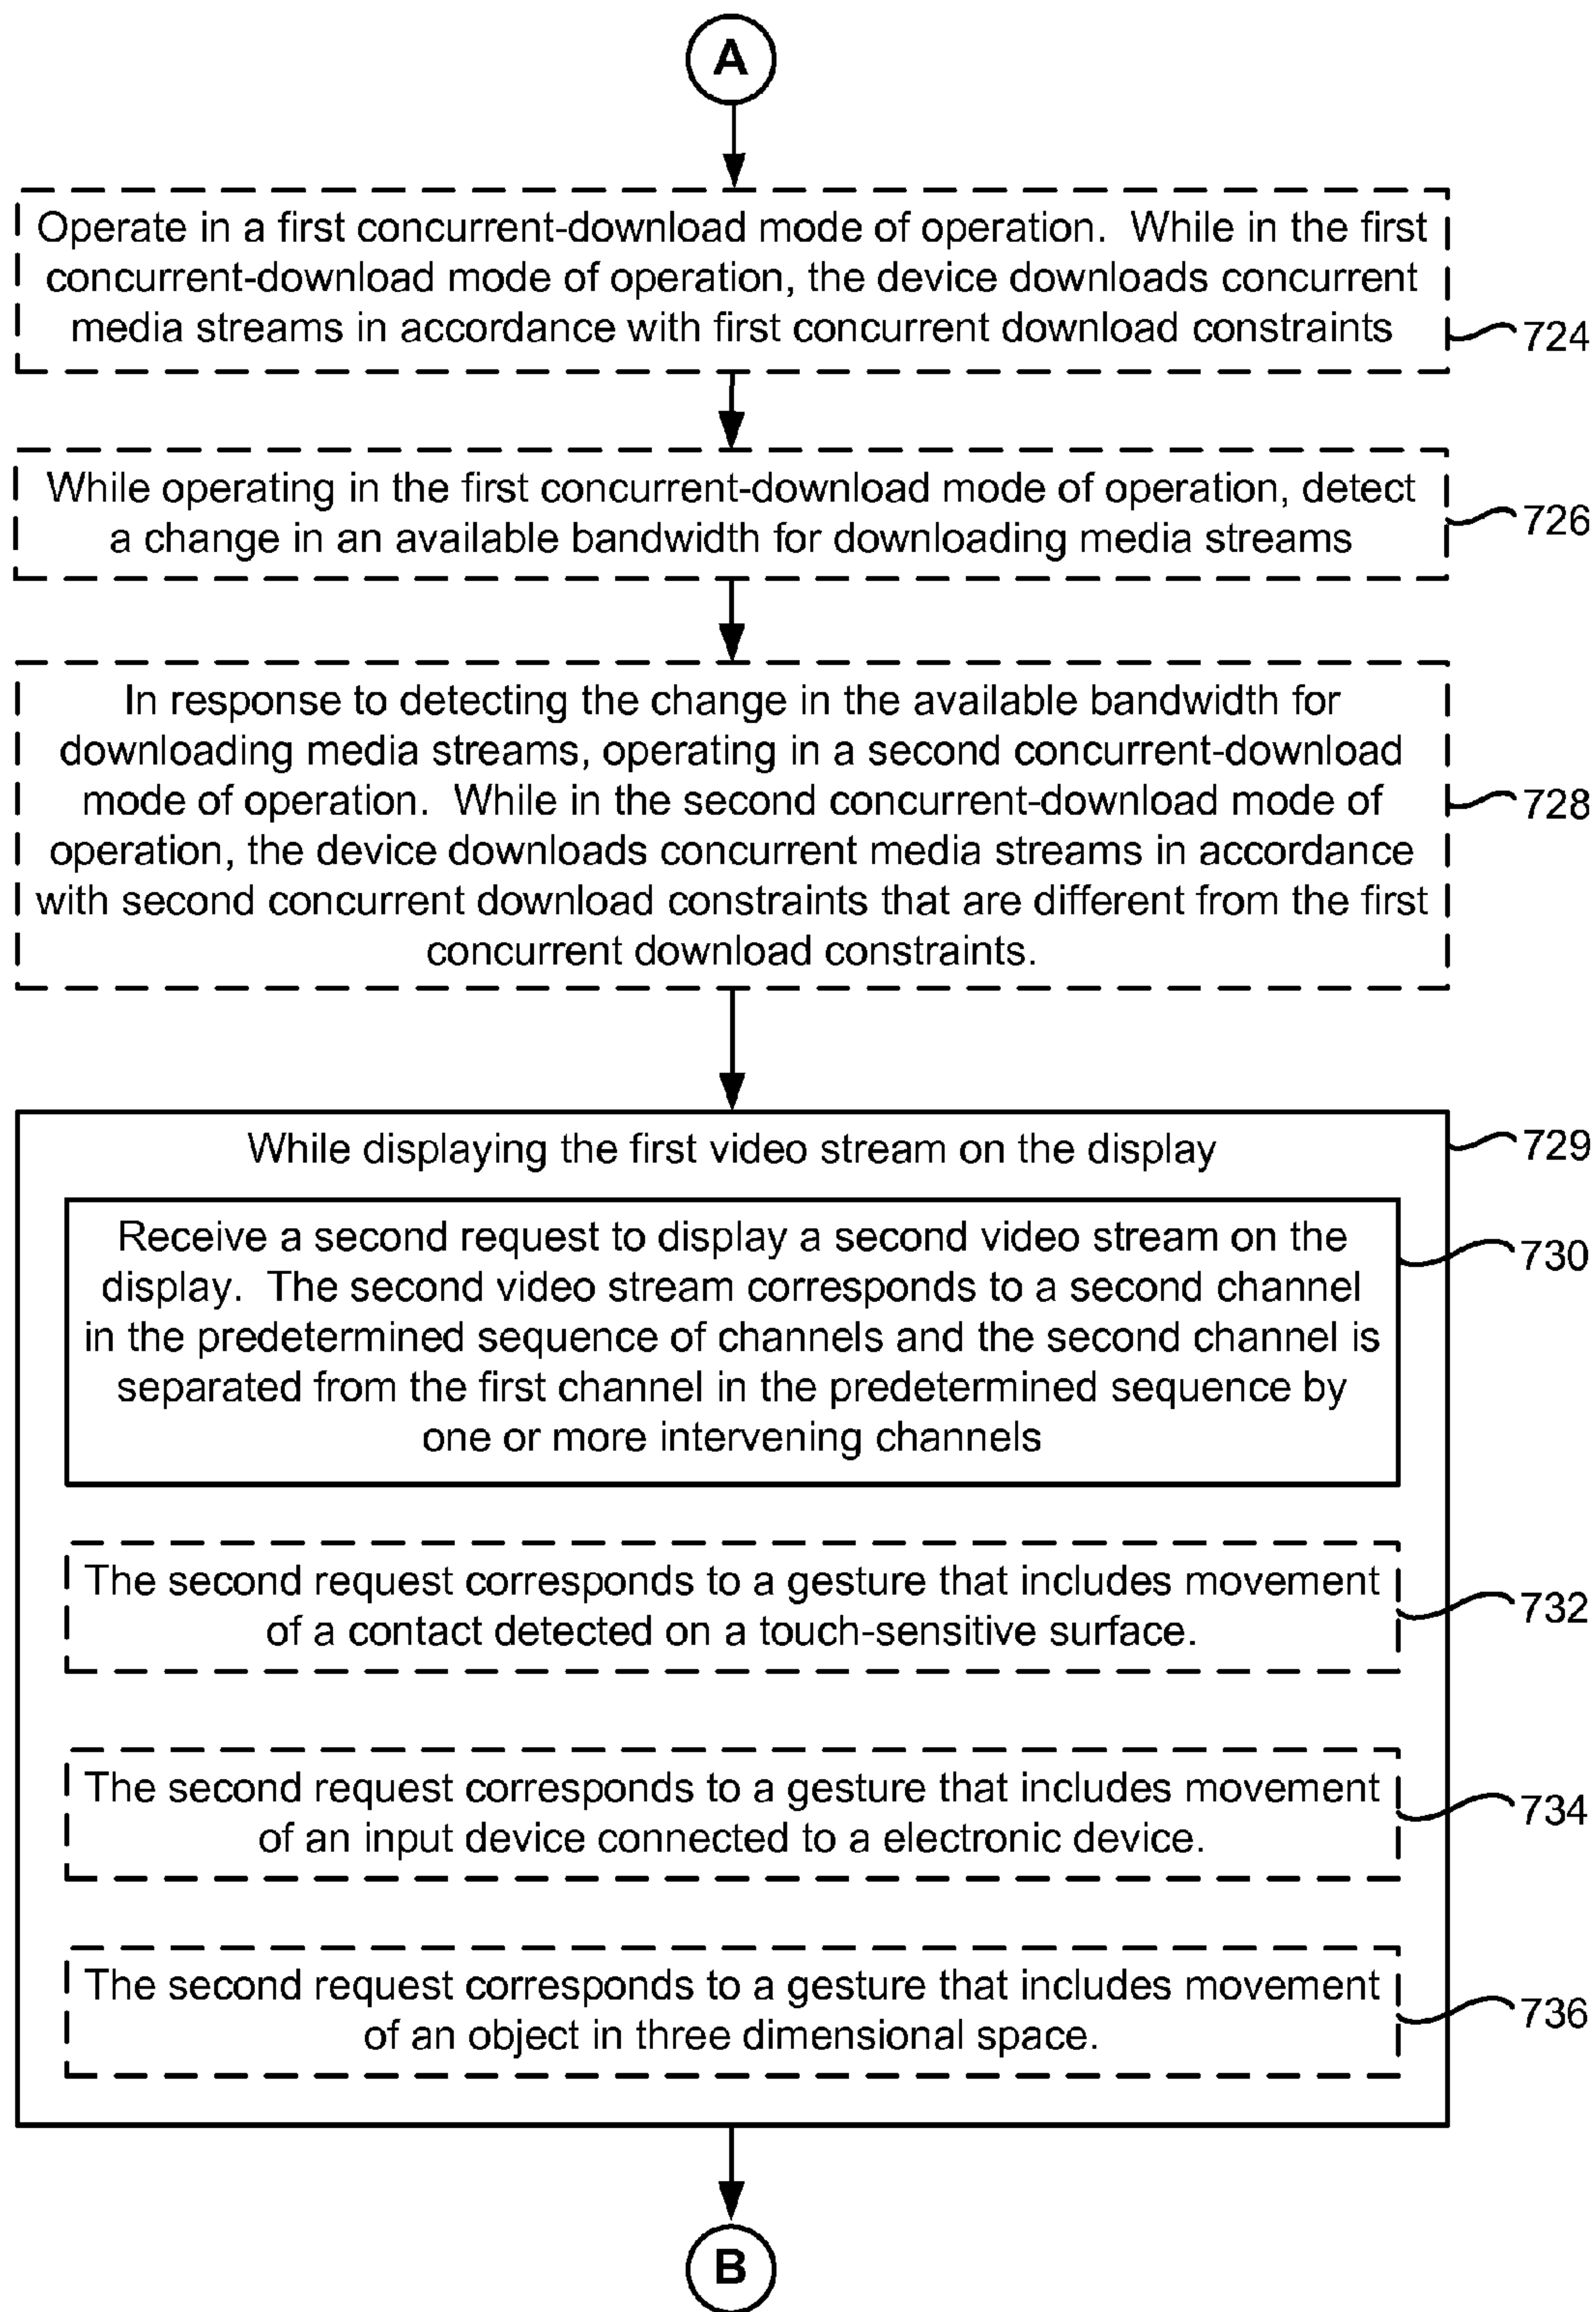 A
Operate in a first concurrent-download mode of operation. While in the first
concurrent-download mode of operation, the device downloads concurrent
media streams in accordance with first concurrent download constraints
724
While operating in the first concurrent-download mode of operation, detect
a change in an available bandwidth for downloading media streams
726
In response to detecting the change in the available bandwidth for
downloading media streams, operating in a second concurrent-download
mode of operation. While in the second concurrent-download mode of
operation, the device downloads concurrent media streams in accordance
with second concurrent download constraints that are different from the first
concurrent download constraints.
728
While displaying the first video stream on the display
729
Receive a second request to display a second video stream on the
display. The second video stream corresponds to a second channel
in the predetermined sequence of channels and the second channel is
separated from the first channel in the predetermined sequence by
one or more intervening channels
730
The second request corresponds to a gesture that includes movement
of a contact detected on a touch-sensitive surface.
732
The second request corresponds to a gesture that includes movement
of an input device connected to a electronic device.
734
The second request corresponds to a gesture that includes movement
of an object in three dimensional space.
736
B